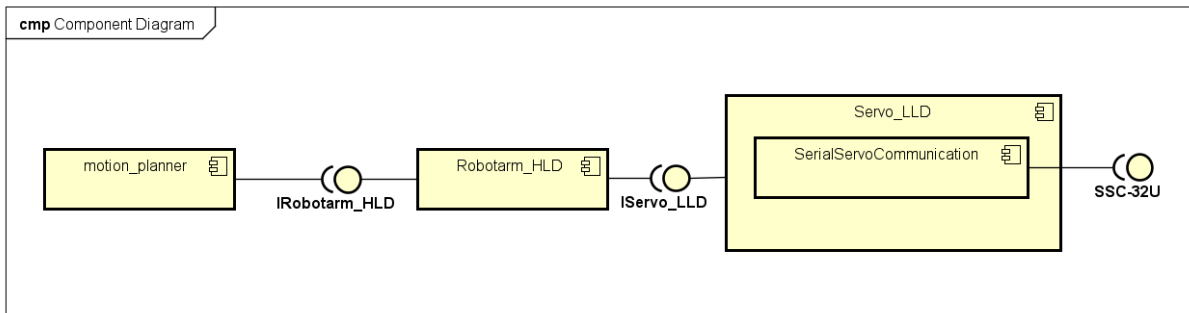 cmp Component Diagram
Servo_LLD
motion_planner
Robotarm_HLD
SerialServoCommunication
IRobotarm_HLD
IServo_LLD
SSC-32U